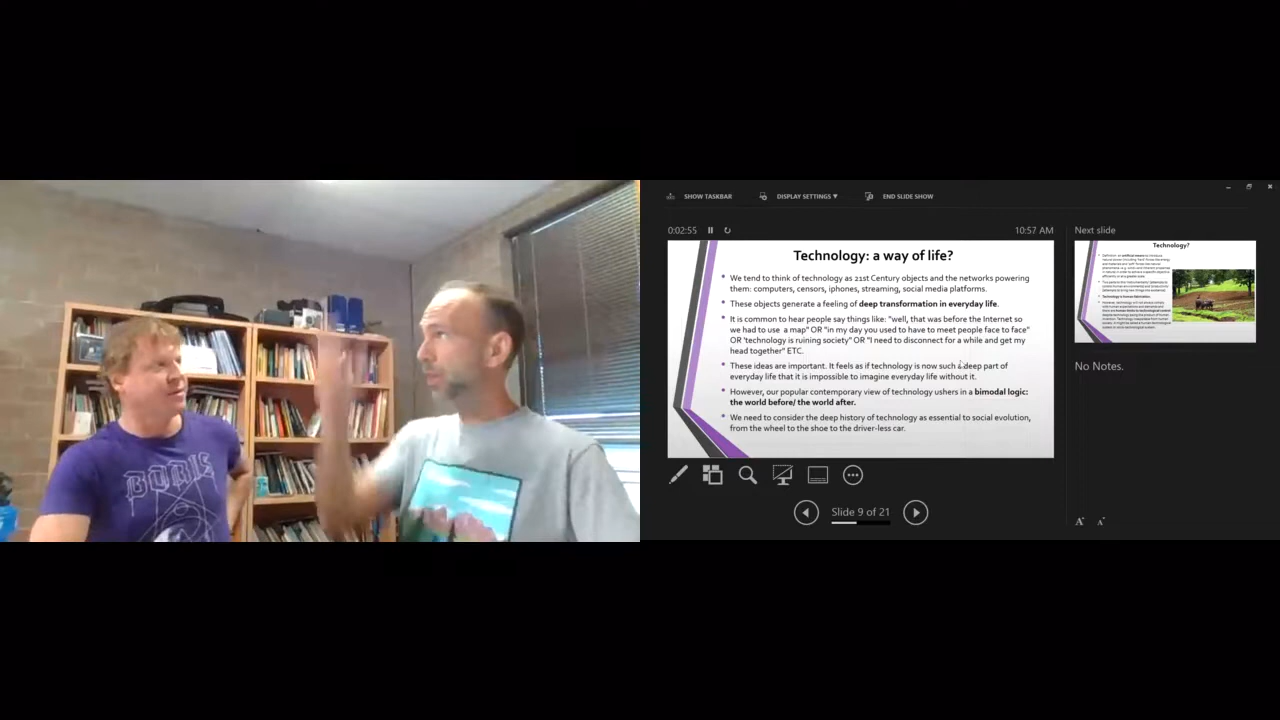 BORIS
SHOW TASKBAR
DISPLAY SETTINGS ▼
END SLIDE SHOW
0:02:55
10:57 AM
Technology: a way of life?
• We tend to think of technology as 21st Century objects and the networks powering
them: computers, censors, iphones, streaming, social media platforms.
• These objects generate a feeling of deep transformation in everyday life.
• It is common to hear people say things like: "well, that was before the Internet so
we had to use a map" OR "in my day you used to have to meet people face to face"
OR 'technology is ruining society" OR "I need to disconnect for a while and get my
head together" ETC.
• These ideas are important. It feels as if technology is now such a deep part of
everyday life that it is impossible to imagine everyday life without it.
• However, our popular contemporary view of technology ushers in a bimodal logic:
the world before/ the world after.
• We need to consider the deep history of technology as essential to social evolution,
from the wheel to the shoe to the driver-less car.
Slide 9 of 21
Next slide
Technology?
No Notes.
A A